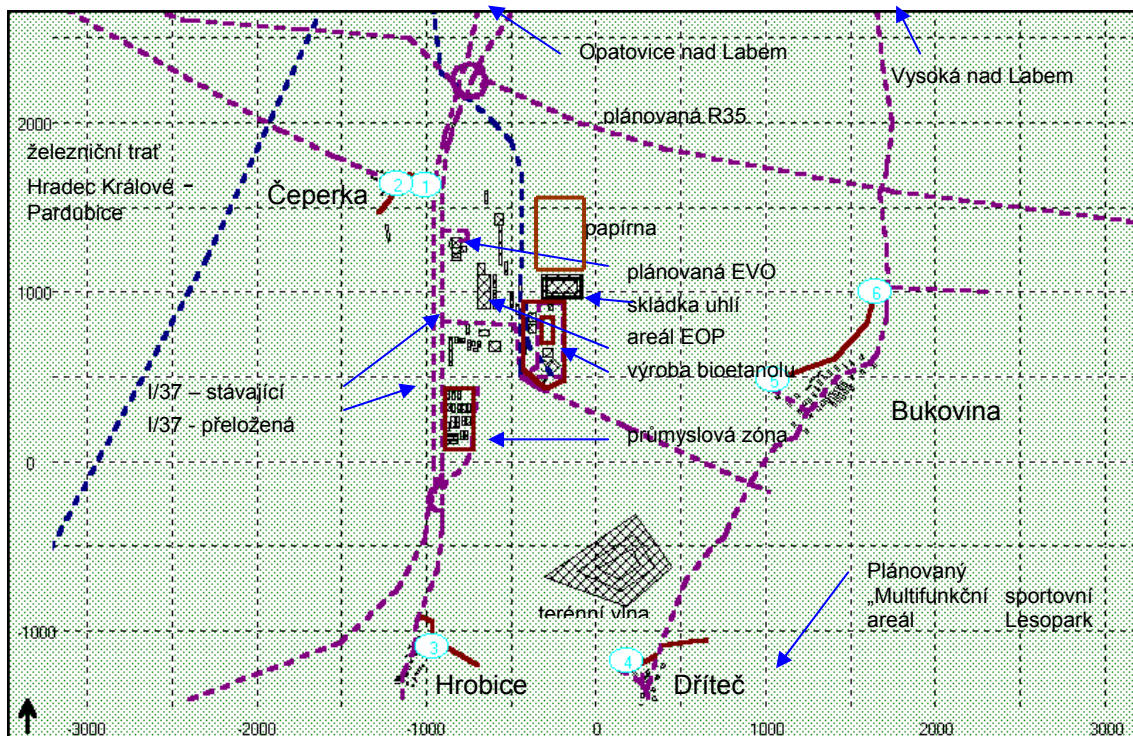 Opatovice nad Labem
Vysoká nad Labem
plánovaná R35
2000
železniční trať
Hradec Králové –
Pardubice
Čeperka
2
1
papírna
plánovaná EVO
skládka uhlí
1000
6
areál EOP
výroba bioetanolu
5
I/37 – stávající
I/37 - přeložená
Bukovina
průmyslová zóna
0
Plánovaný
„Multifunkční sportovní
areál Lesopark
terénní vlna
-1000
3
4
Hrobice
Dříteč
-3000
-2000
-1000
0
1000
2000
3000